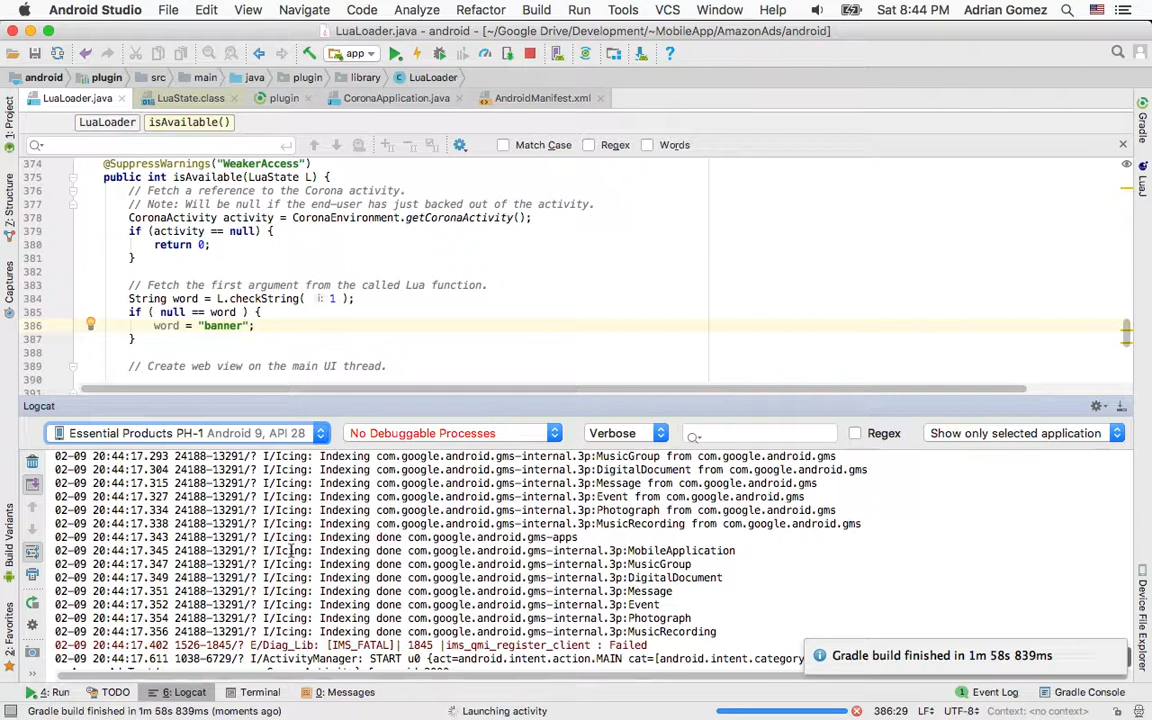 Android Studio File Edit View Navigate Code Analyze Refactor Build Run Tools VCS Window Help Sat 8:44 PM Adrian Gomez
LuaLoader.java - android - [~/Google Drive/Development/~MobileApp/AmazonAds/android]
app
android plugin src main java plugin library LuaLoader
LuaLoader.java LuaState.class plugin CoronaApplication.java AndroidManifest.xml
LuaLoader isAvailable()
Match Case Regex Words
374 @SuppressWarnings("WeakerAccess")
375 public int isAvailable(LuaState L) {
376 // Fetch a reference to the Corona activity.
377 // Note: Will be null if the end-user has just backed out of the activity.
378 CoronaActivity activity = CoronaEnvironment.getCoronaActivity();
379 if (activity == null) {
380 return 0;
381 }
382
383 // Fetch the first argument from the called Lua function.
384 String word = L.checkString( i: 1 );
385 if ( null == word ) {
386 word = "banner";
387 }
388
389 // Create web view on the main UI thread.
390
391
Logcat
Essential Products PH-1 Android 9, API 28 No Debuggable Processes Verbose Regex Show only selected application
02-09 20:44:17.293 24188-13291/? I/Icing: Indexing com.google.android.gms-internal.3p:MusicGroup from com.google.android.gms
02-09 20:44:17.304 24188-13291/? I/Icing: Indexing com.google.android.gms-internal.3p:DigitalDocument from com.google.android.gms
02-09 20:44:17.315 24188-13291/? I/Icing: Indexing com.google.android.gms-internal.3p:Message from com.google.android.gms
02-09 20:44:17.327 24188-13291/? I/Icing: Indexing com.google.android.gms-internal.3p:Event from com.google.android.gms
02-09 20:44:17.334 24188-13291/? I/Icing: Indexing com.google.android.gms-internal.3p:Photograph from com.google.android.gms
02-09 20:44:17.338 24188-13291/? I/Icing: Indexing com.google.android.gms-internal.3p:MusicRecording from com.google.android.gms
02-09 20:44:17.343 24188-13291/? I/Icing: Indexing done com.google.android.gms-apps
02-09 20:44:17.345 24188-13291/? I/Icing: Indexing done com.google.android.gms-internal.3p:MobileApplication
02-09 20:44:17.347 24188-13291/? I/Icing: Indexing done com.google.android.gms-internal.3p:MusicGroup
02-09 20:44:17.349 24188-13291/? I/Icing: Indexing done com.google.android.gms-internal.3p:DigitalDocument
02-09 20:44:17.351 24188-13291/? I/Icing: Indexing done com.google.android.gms-internal.3p:Message
02-09 20:44:17.352 24188-13291/? I/Icing: Indexing done com.google.android.gms-internal.3p:Event
02-09 20:44:17.354 24188-13291/? I/Icing: Indexing done com.google.android.gms-internal.3p:Photograph
02-09 20:44:17.356 24188-13291/? I/Icing: Indexing done com.google.android.gms-internal.3p:MusicRecording
02-09 20:44:17.402 1526-1845/? E/Diag_Lib: [IMS_FATAL]| 1845 |ims_qmi_register_client : Failed
02-09 20:44:17.611 1038-6729/? I/ActivityManager: START u0 {act=android.intent.action.MAIN cat=[android.intent.category
Gradle build finished in 1m 58s 839ms
4: Run TODO 6: Logcat Terminal 0: Messages Event Log Gradle Console
Gradle build finished in 1m 58s 839ms (moments ago) Launching activity 386:29 LF UTF-8 Context: <no context>
1: Project
7: Structure
Captures
Build Variants
2: Favorites
Gradle
LuaJ
Device File Explorer